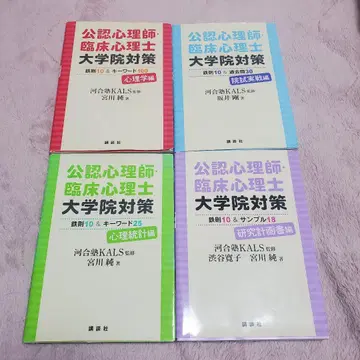 公認心理師・
臨床心理士
大学院対策
鉄則10&キーワード100
心理学編
河合塾KALS 監修
宮川 純 著
講談社
公認心理師・
臨床心理士
大学院対策
鉄則10&過去問30
院試実戦編
河合塾KALS 監修
坂井 剛 著
講談社
公認心理師・
臨床心理士
大学院対策
鉄則10&キーワード25
心理統計編
河合塾KALS 監修
宮川 純 著
講談社
公認心理師・
臨床心理士
大学院対策
鉄則10&サンプル18
研究計画書編
河合塾KALS 監修
渋谷寛子 宮川 純 著
講談社